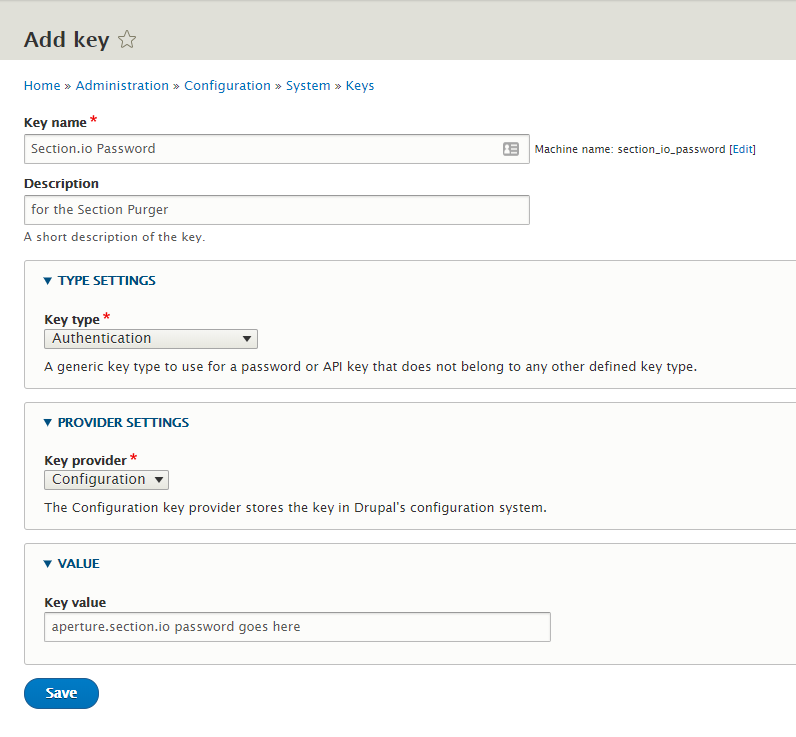 Add key
Home » Administration » Configuration » System » Keys
Key name *
Section.io Password
Machine name: section_io_password [Edit]
Description
for the Section Purger
A short description of the key.
▼ TYPE SETTINGS
Key type *
Authentication
A generic key type to use for a password or API key that does not belong to any other defined key type.
▼ PROVIDER SETTINGS
Key provider *
Configuration
The Configuration key provider stores the key in Drupal's configuration system.
▼ VALUE
Key value
aperture.section.io password goes here
Save